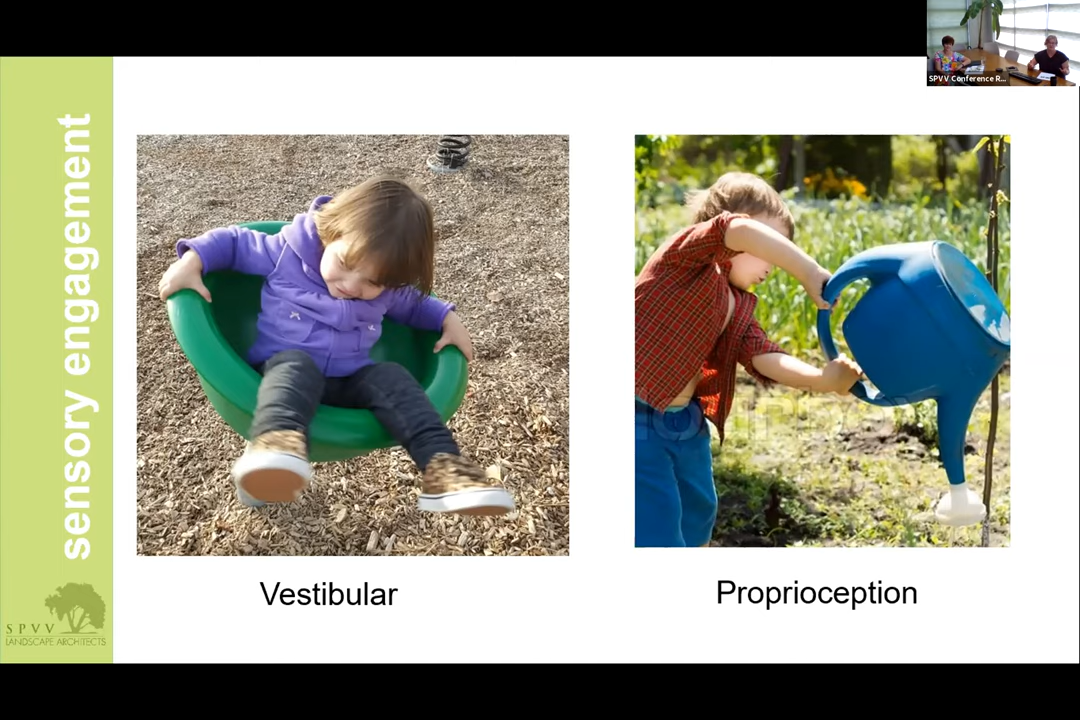 SPVV Conference R...
sensory engagement
Vestibular
Proprioception
SPVV
LANDSCAPE ARCHITECTS